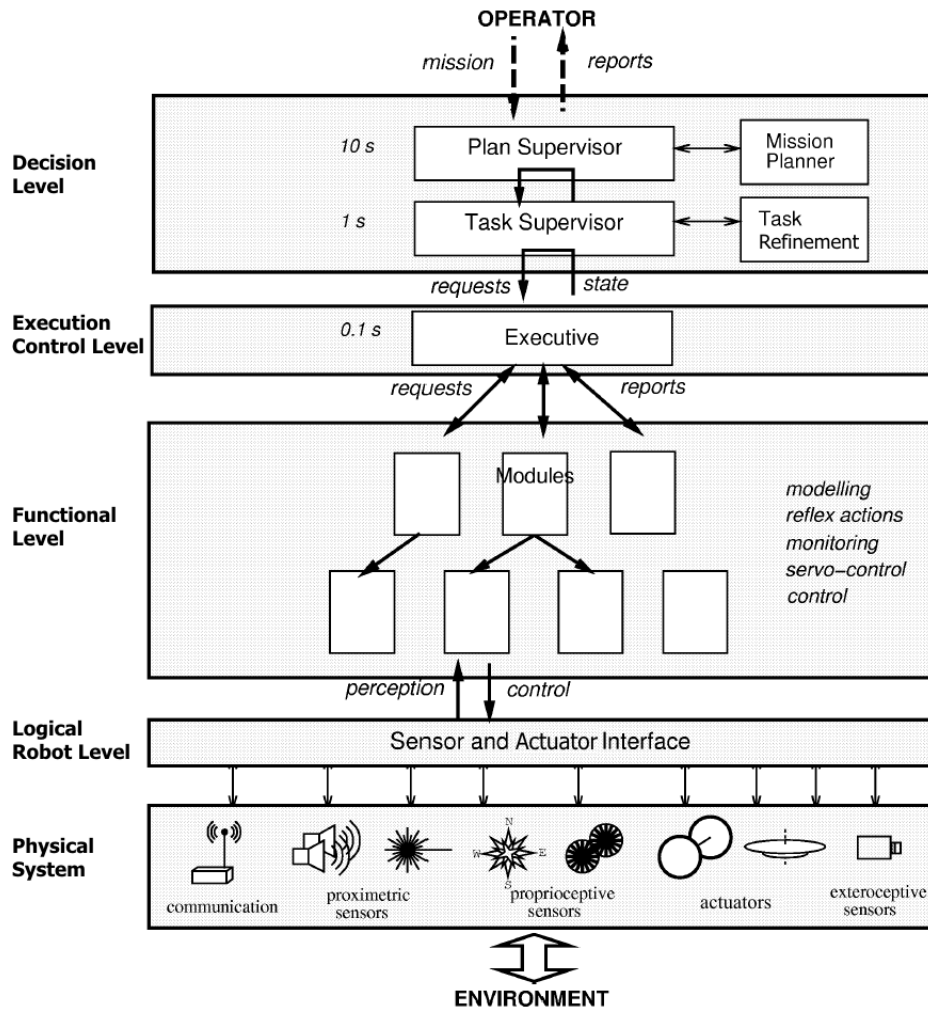 OPERATOR
mission
reports
Decision
Level
10 s
Plan Supervisor
Mission
Planner
1 s
Task Supervisor
Task
Refinement
requests
state
Execution
Control Level
0.1 s
Executive
requests
reports
Functional
Level
Modules
modelling
reflex actions
monitoring
servo-control
control
perception
control
Logical
Robot Level
Sensor and Actuator Interface
Physical
System
N
W
E
S
communication
proximetric
sensors
proprioceptive
sensors
actuators
exteroceptive
sensors
ENVIRONMENT